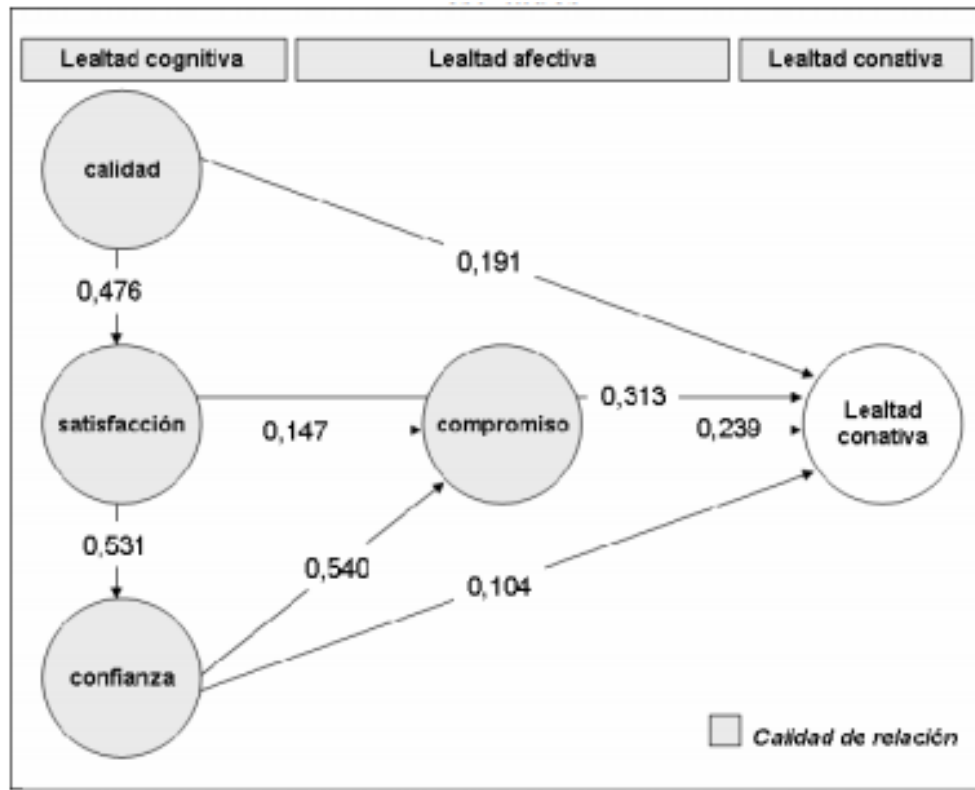 Lealtad cognitiva
Lealtad afectiva
Lealtad conativa
calidad
0,191
0,476
satisfacción
0,147
compromiso
0,313
0,239
Lealtad
conativa
0,531
0,540
0,104
confianza
Calidad de relación